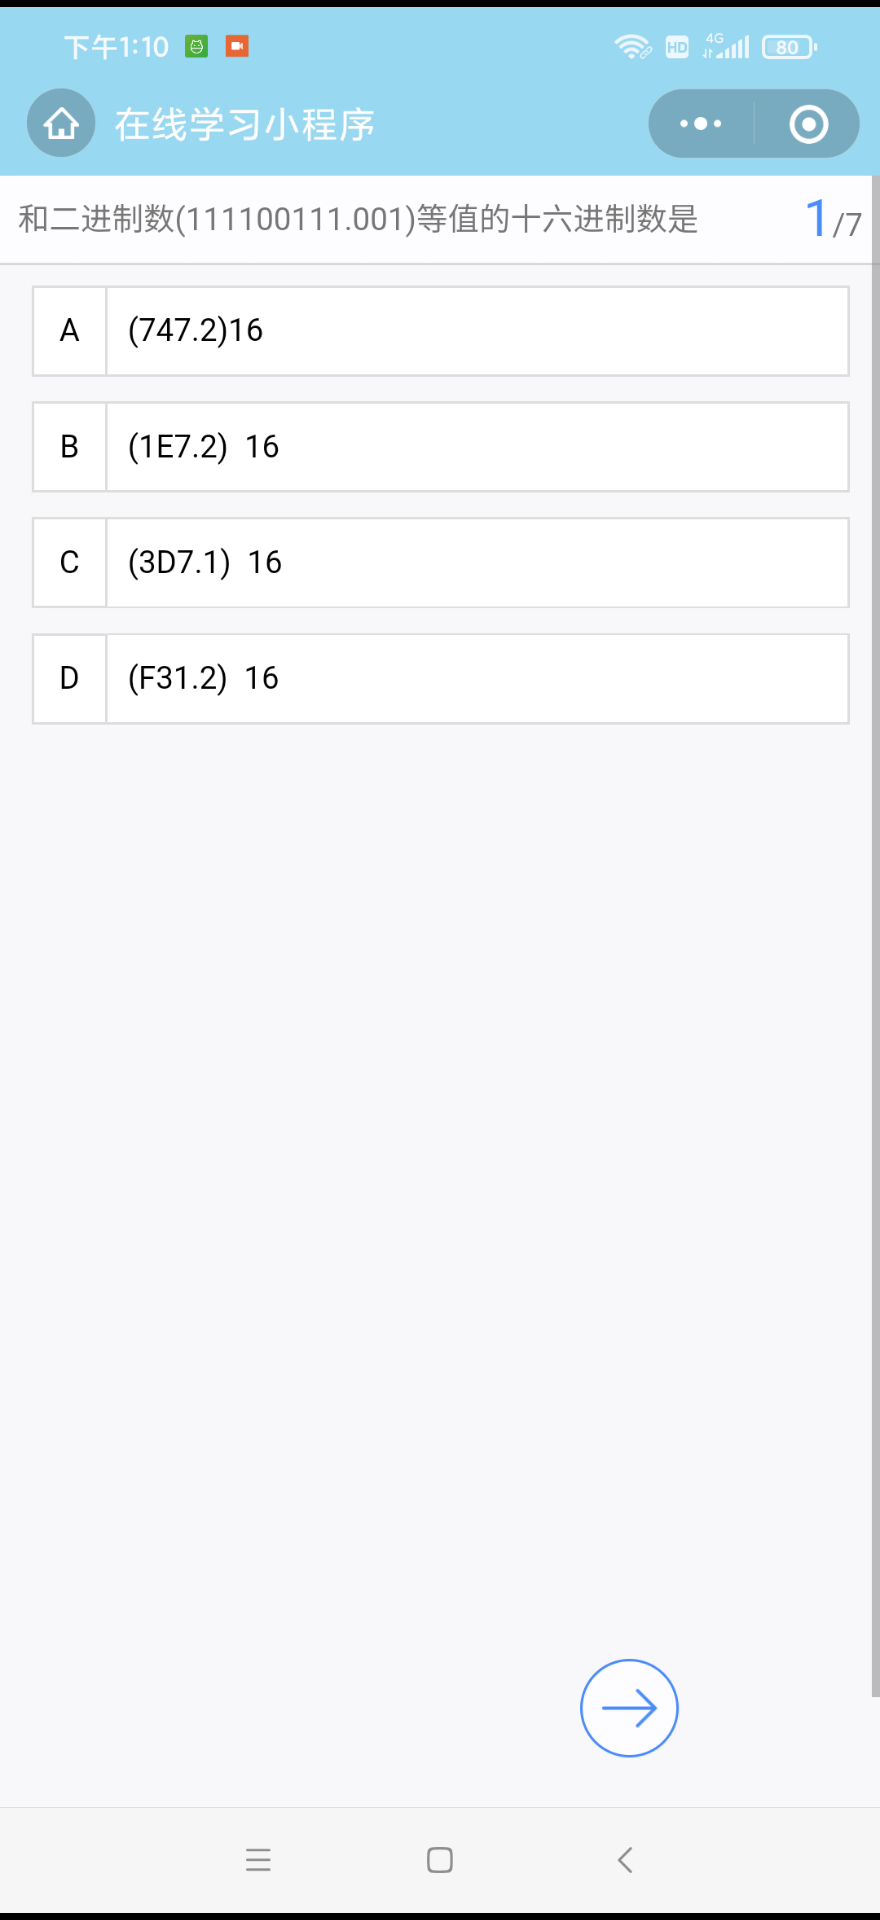 下午1:10
HD 4G 80
在线学习小程序
和二进制数(111100111.001)等值的十六进制数是 1/7
A (747.2)16
B (1E7.2) 16
C (3D7.1) 16
D (F31.2) 16